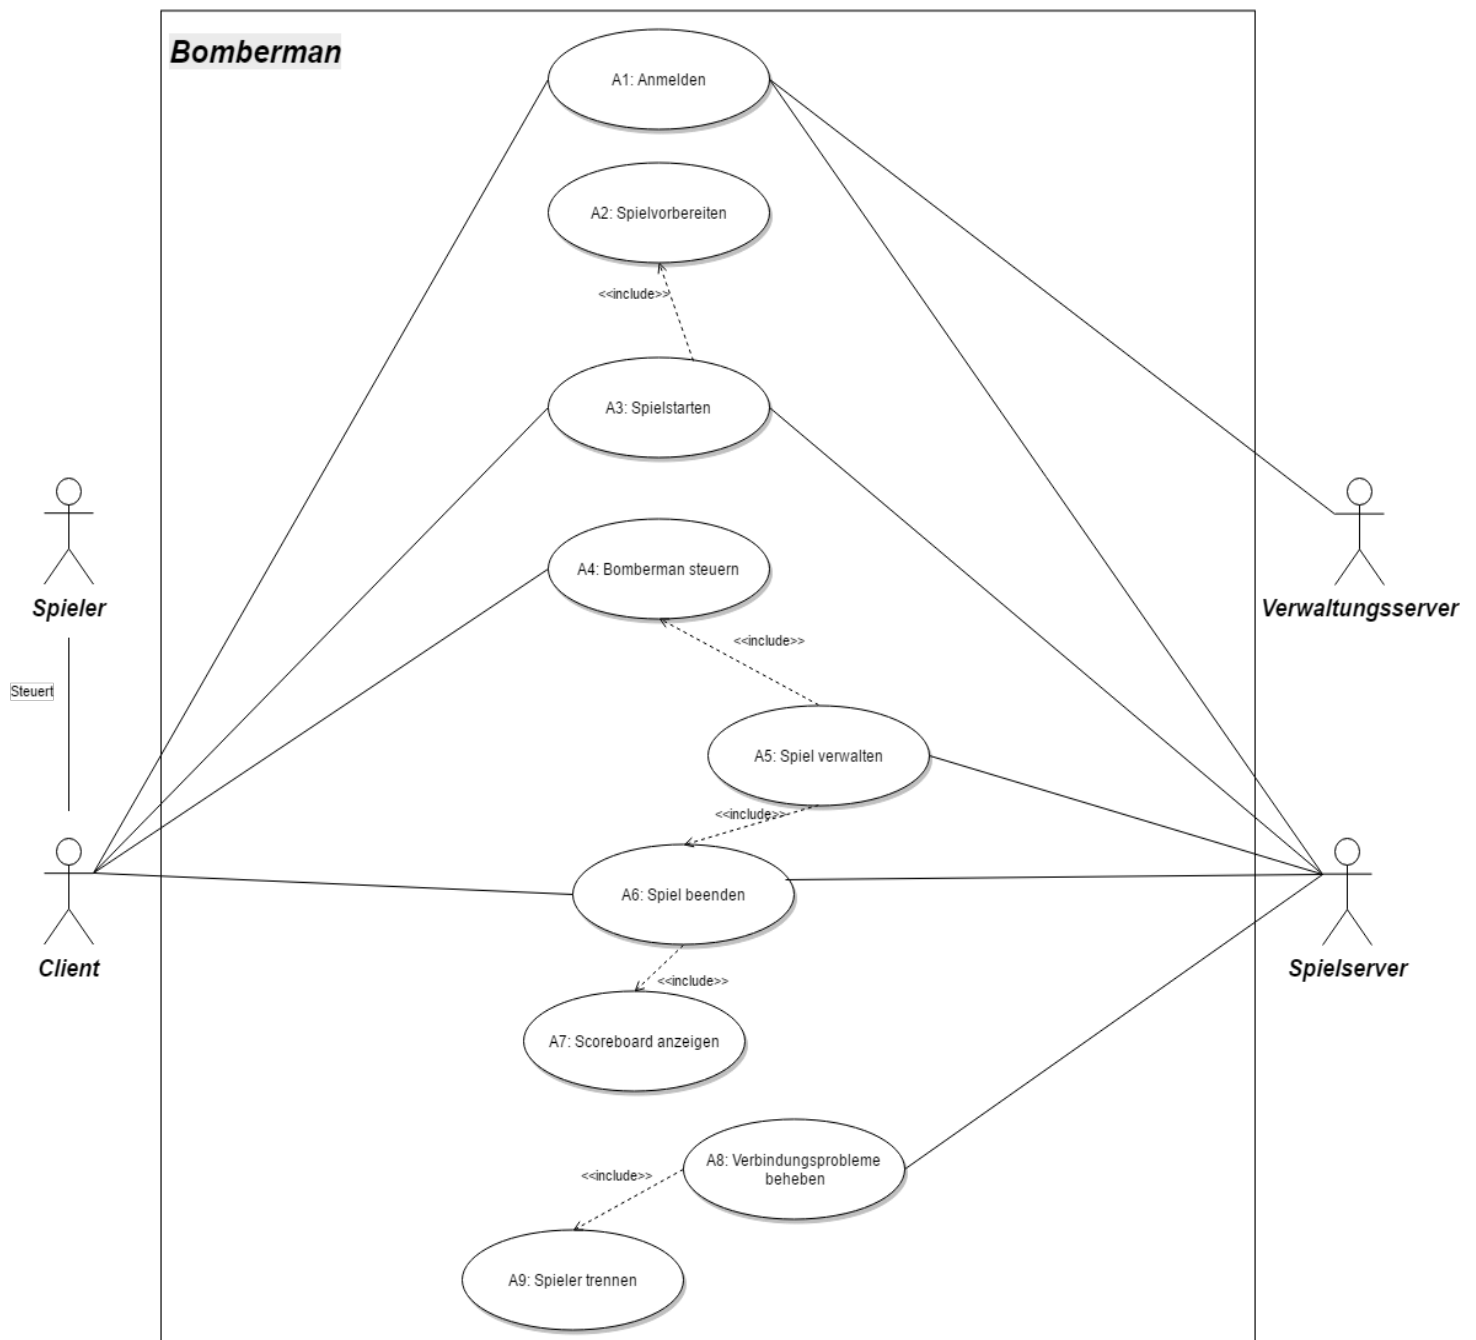 Bomberman
A1: Anmelden
A2: Spielvorbereiten
<<include>>
A3: Spielstarten
A4: Bomberman steuern
Spieler
Verwaltungsserver
<<include>>
Steuert
A5: Spiel verwalten
<<include>>
A6: Spiel beenden
Client
Spielserver
<<include>>
A7: Scoreboard anzeigen
A8: Verbindungsprobleme
beheben
<<include>>
A9: Spieler trennen